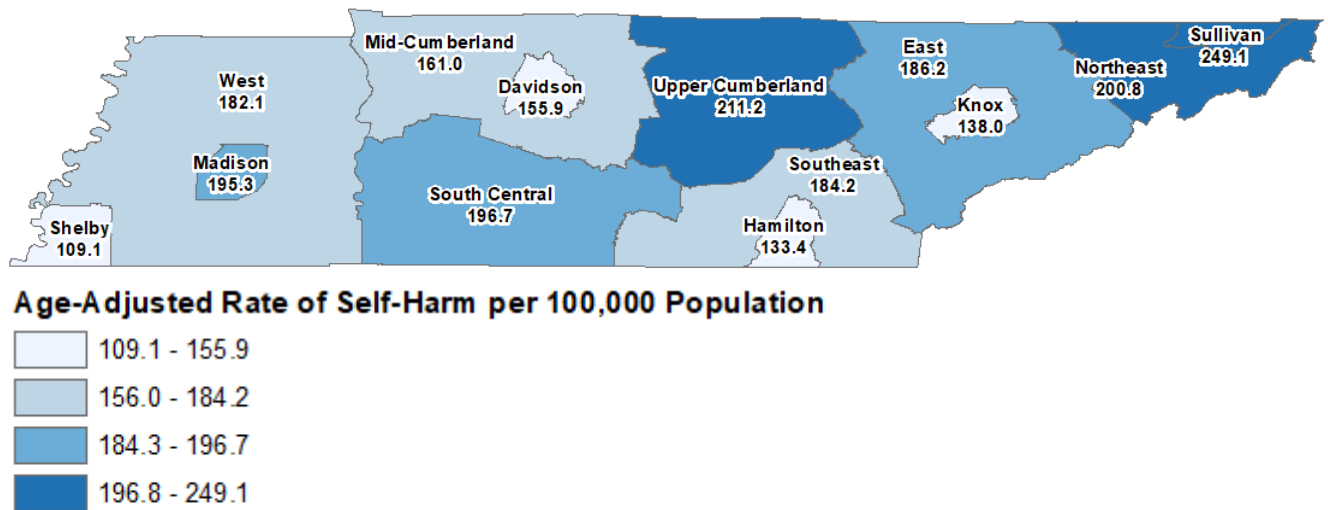 Mid-Cumberland
161.0
Davidson
155.9
West
182.1
Madison
195.3
Shelby
109.1
South Central
196.7
Upper Cumberland
211.2
Southeast
184.2
Hamilton
133.4
East
186.2
Knox
138.0
Northeast
200.8
Sullivan
249.1
Age-Adjusted Rate of Self-Harm per 100,000 Population
109.1 - 155.9
156.0 - 184.2
184.3 - 196.7
196.8 - 249.1